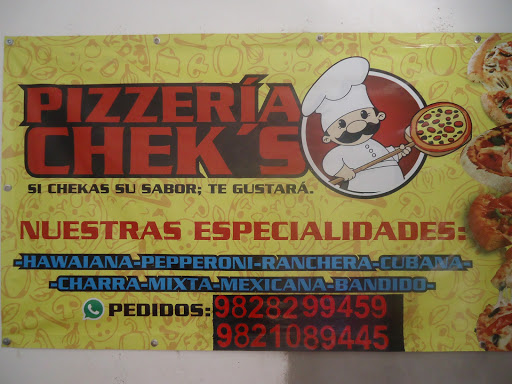 PIZZERÍA
CHEK´S
SI CHEKAS SU SABOR; TE GUSTARÁ.
NUESTRAS ESPECIALIDADES:
-HAWAIANA-PEPPERONI-RANCHERA-CUBANA-
-CHARRA-MIXTA-MEXICANA-BANDIDO-
PEDIDOS: 9828299459
9821089445